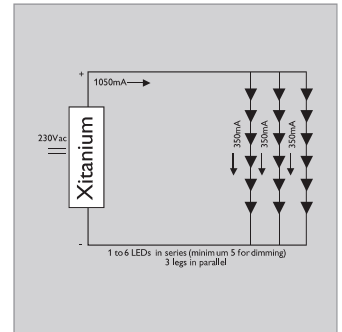 +
1050mA
230Vac
Xitanium
350mA
350mA
350mA
-
1 to 6 LEDs in series (minimum 5 for dimming)
3 legs in parallel